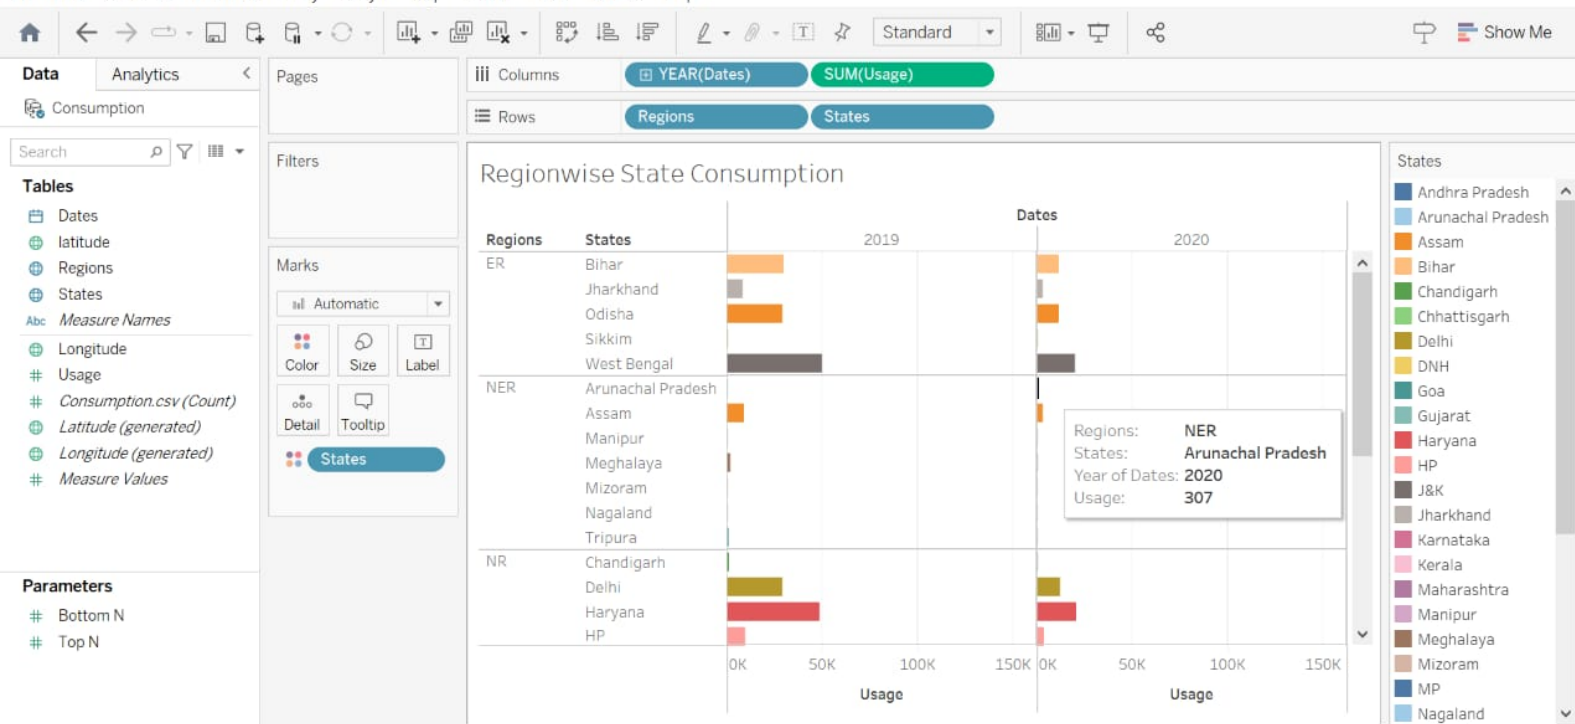 Standard
Show Me
Data
Analytics
Consumption
Search
Tables
Dates
latitude
Regions
States
Abc Measure Names
Longitude
# Usage
# Consumption.csv (Count)
Latitude (generated)
Longitude (generated)
# Measure Values
Parameters
# Bottom N
# Top N
Pages
Filters
Marks
Automatic
Color
Size
T
Label
Detail
Tooltip
States
Columns
YEAR(Dates)
SUM(Usage)
Rows
Regions
States
Regionwise State Consumption
Dates
Regions States 2019 2020
ER Bihar
Jharkhand
Odisha
Sikkim
West Bengal
NER Arunachal Pradesh
Assam
Manipur
Meghalaya
Mizoram
Nagaland
Tripura
NR Chandigarh
Delhi
Haryana
HP
0K 50K 100K 150K 0K 50K 100K 150K
Usage Usage
Regions: NER
States: Arunachal Pradesh
Year of Dates: 2020
Usage: 307
States
Andhra Pradesh
Arunachal Pradesh
Assam
Bihar
Chandigarh
Chhattisgarh
Delhi
DNH
Goa
Gujarat
Haryana
HP
J&K
Jharkhand
Karnataka
Kerala
Maharashtra
Manipur
Meghalaya
Mizoram
MP
Nagaland